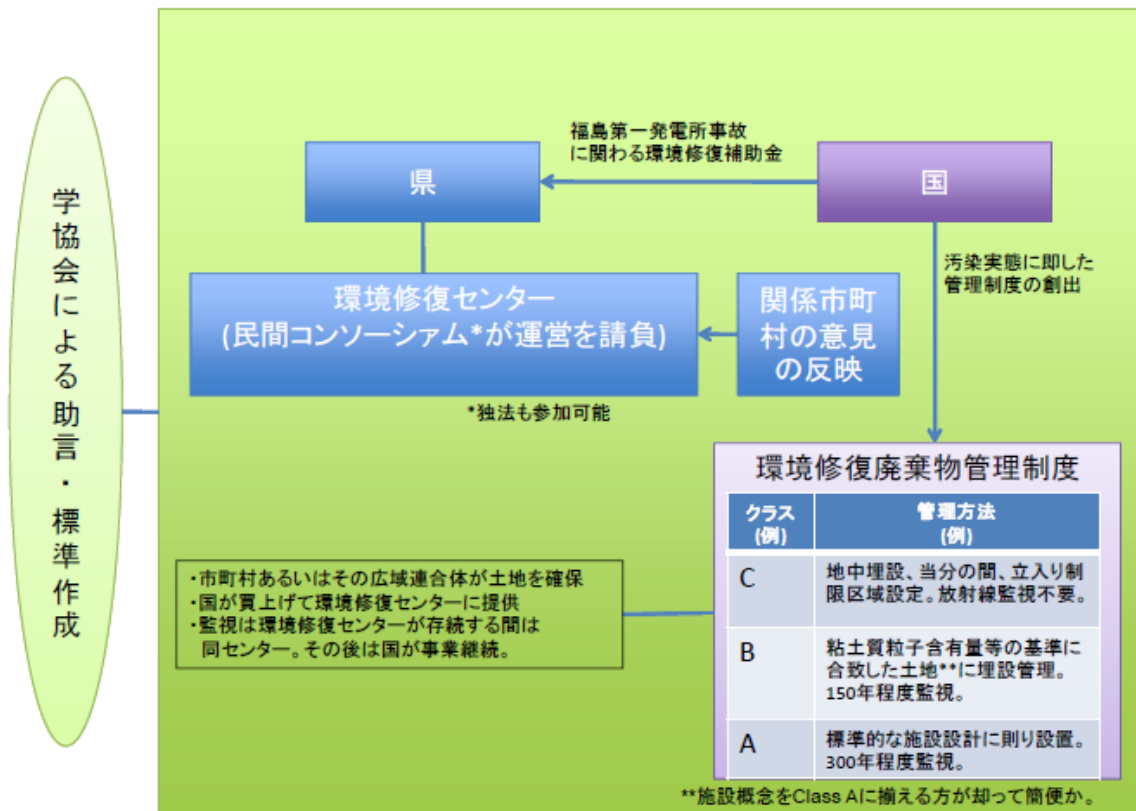 学協会による助言・標準作成
福島第一発電所事故
に関わる環境修復補助金
県
国
汚染実態に即した
管理制度の創出
環境修復センター
(民間コンソーシアム*が運営を請負)
関係市町
村の意見
の反映
*独法も参加可能
環境修復廃棄物管理制度
クラス
(例)
管理方法
(例)
C
地中埋設、当分の間、立入り制
限区域設定。放射線監視不要。
B
粘土質粒子含有量等の基準に
合致した土地**に埋設管理。
150年程度監視。
A
標準的な施設設計に則り設置。
300年程度監視。
・市町村あるいはその広域連合体が土地を確保
・国が買上げて環境修復センターに提供
・監視は環境修復センターが存続する間は
同センター。その後は国が事業継続。
**施設概念をClass Aに揃える方が却って簡便か。